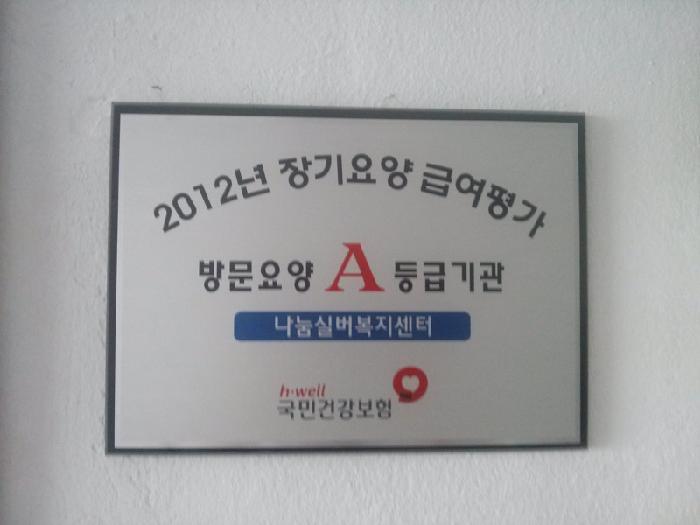 2012년 장기요양 급여평가
방문요양 A 등급기관
나눔실버복지센터
h·well
국민건강보험